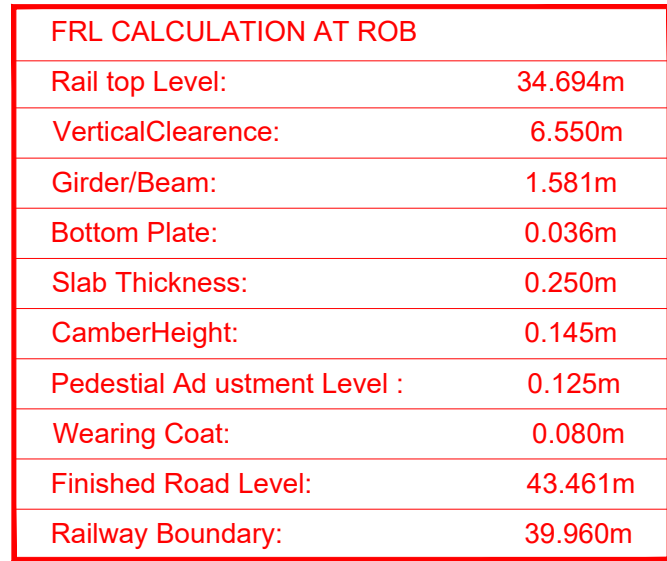 FRL CALCULATION AT ROB
Rail top Level: 34.694m
VerticalClearence: 6.550m
Girder/Beam: 1.581m
Bottom Plate: 0.036m
Slab Thickness: 0.250m
CamberHeight: 0.145m
Pedestial Ad ustment Level : 0.125m
Wearing Coat: 0.080m
Finished Road Level: 43.461m
Railway Boundary: 39.960m